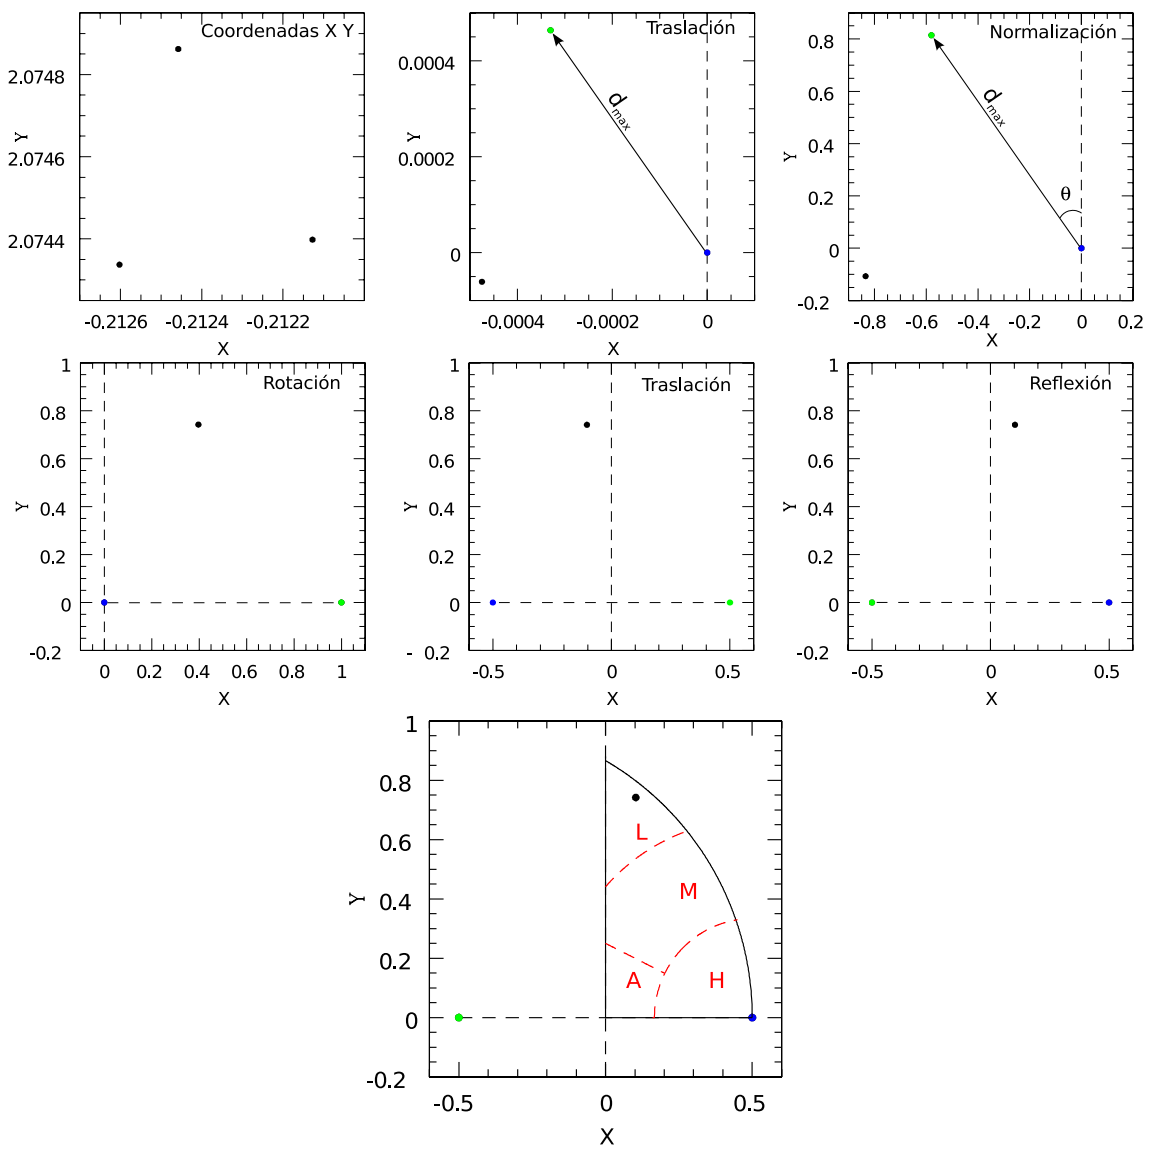 Coordenadas X Y
2.0748
2.0746
2.0744
Y
-0.2126 -0.2124 -0.2122
X
Traslación
0.0004
0.0002
0
Y
d max
-0.0004 -0.0002 0
X
Normalización
0.8
0.6
0.4
0.2
0
-0.2
Y
d max
θ
-0.8 -0.6 -0.4 -0.2 0 0.2
X
Rotación
1
0.8
0.6
0.4
0.2
0
-0.2
Y
0 0.2 0.4 0.6 0.8 1
X
Traslación
1
0.8
0.6
0.4
0.2
0
- 0.2
Y
-0.5 0 0.5
X
Reflexión
1
0.8
0.6
0.4
0.2
0
-0.2
Y
-0.5 0 0.5
X
1
0.8
0.6
0.4
0.2
0
-0.2
Y
L
M
A
H
-0.5 0 0.5
X